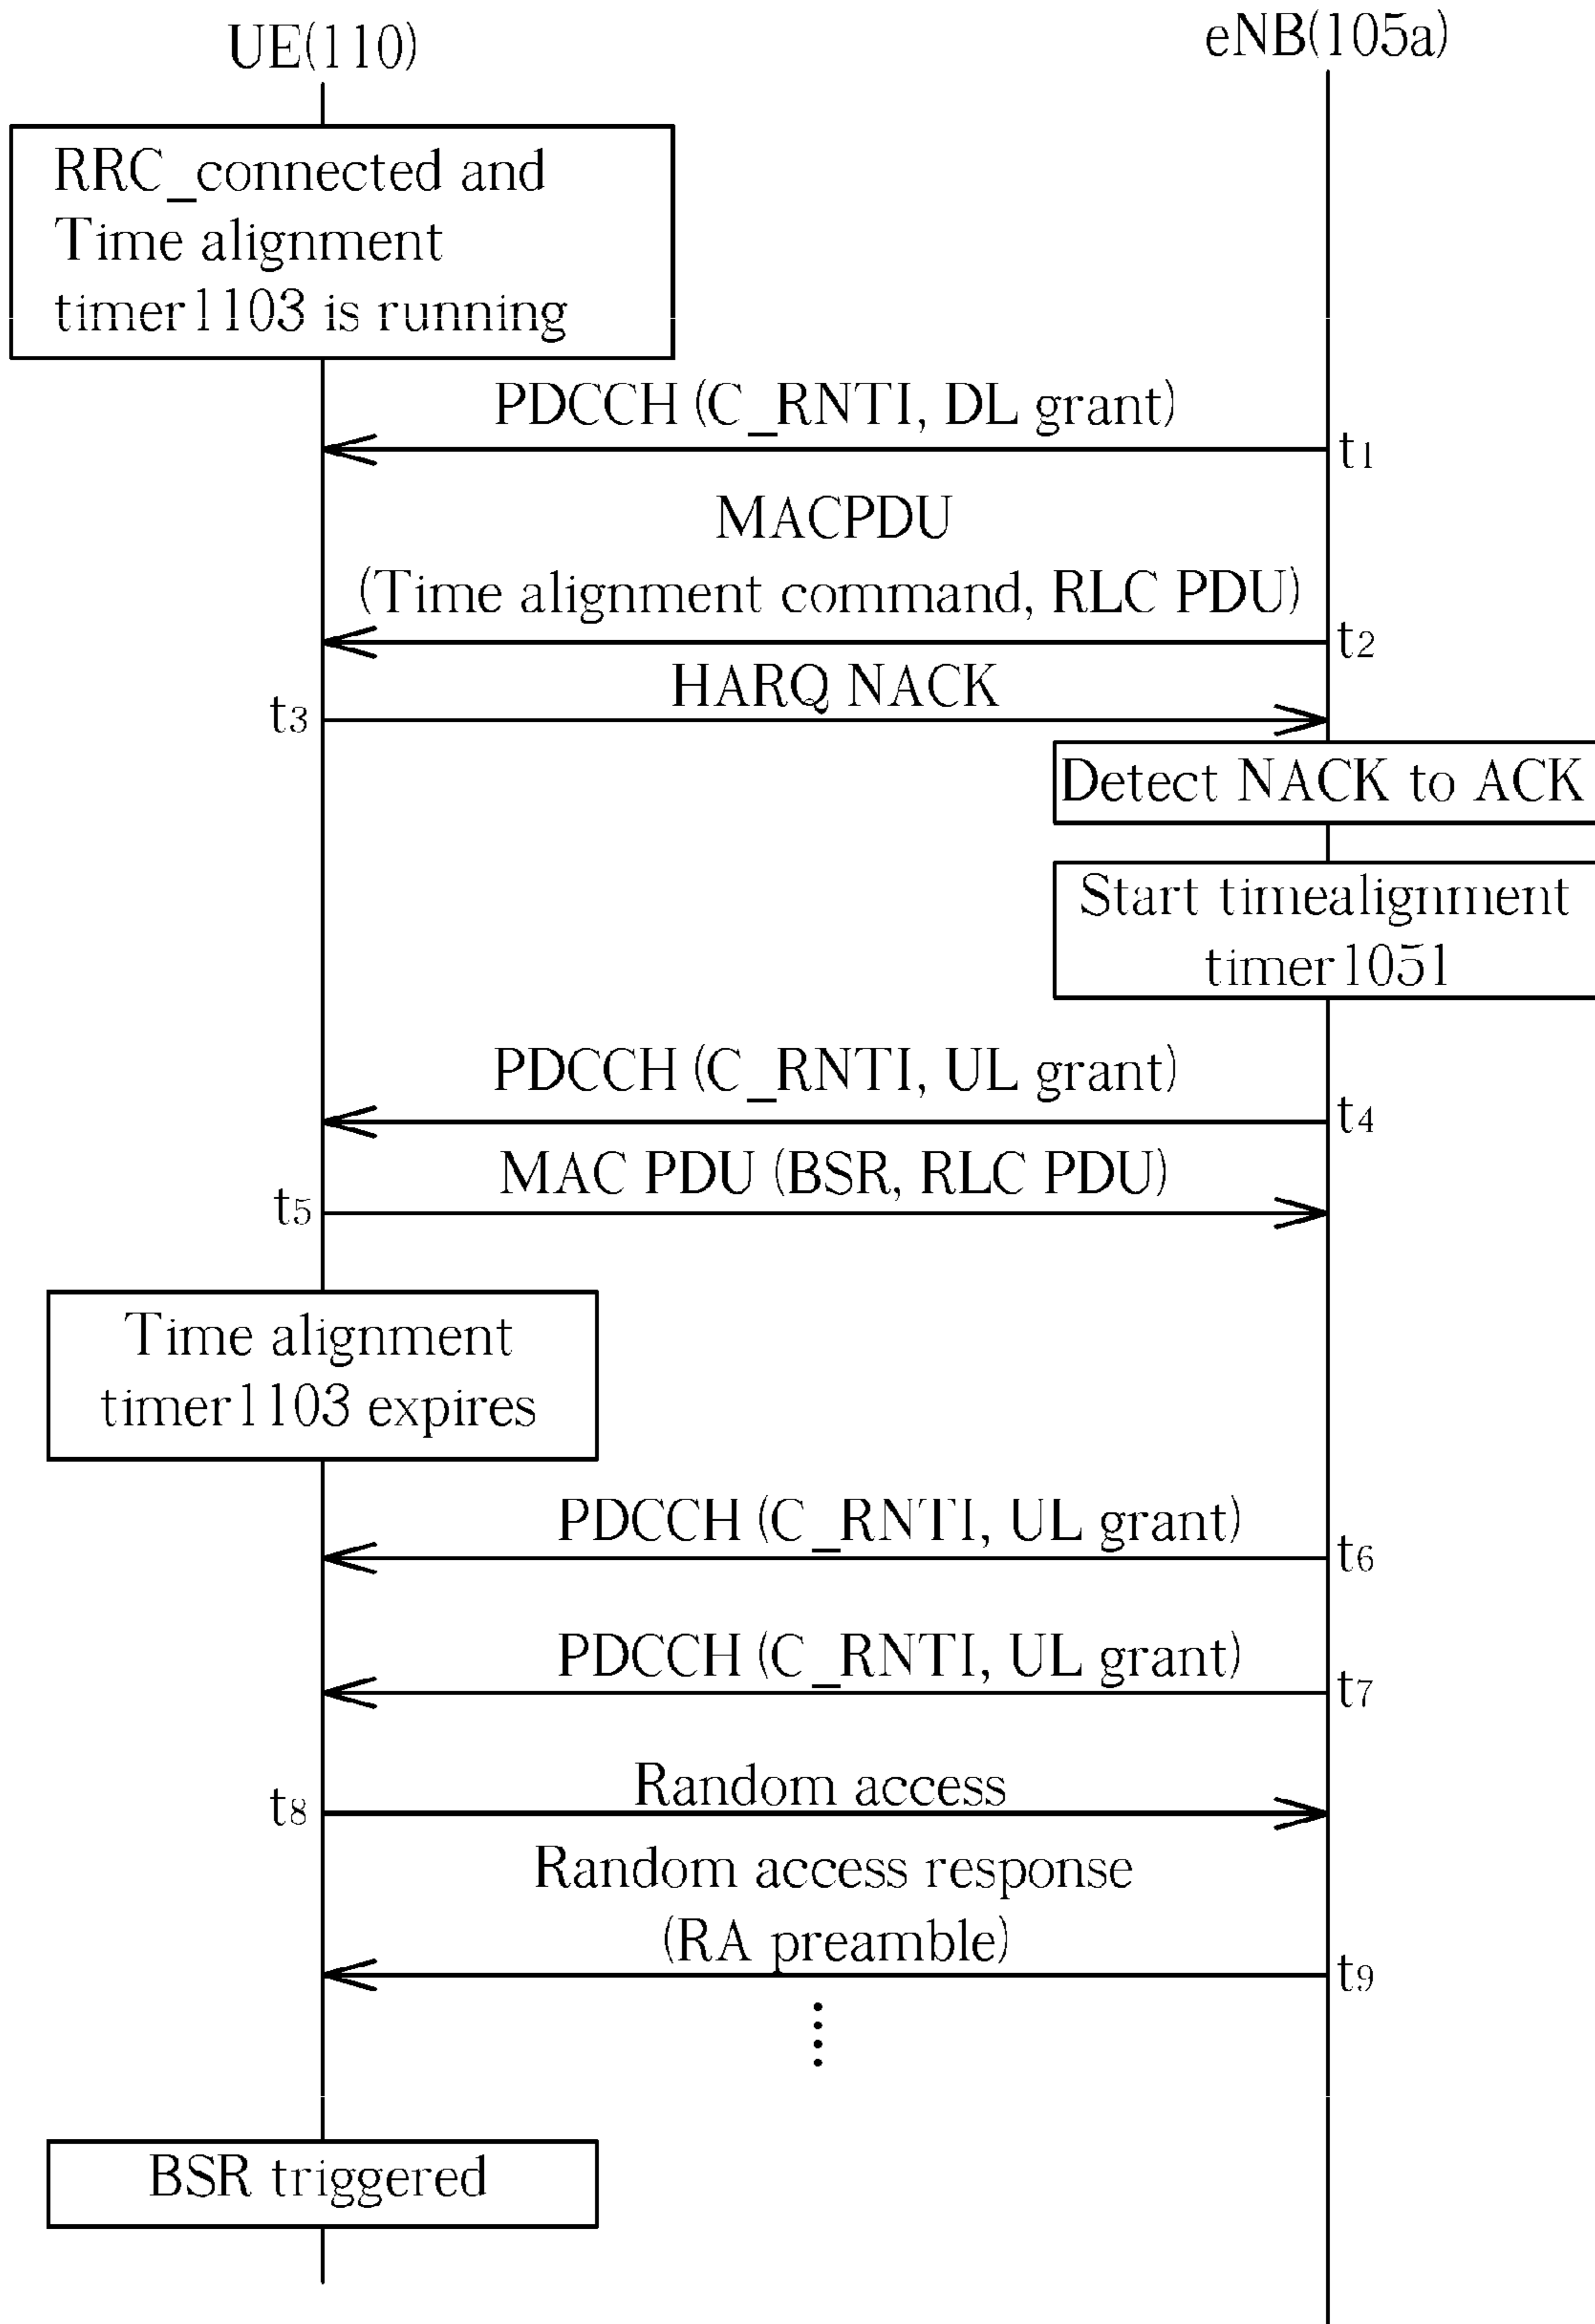 UE(110)
eNB(105a)
RRC_connected and
Time alignment
timer1103 is running
PDCCH (C_RNTI, DL grant)
t1
MACPDU
(Time alignment command, RLC PDU)
t2
HARQ NACK
t3
Detect NACK to ACK
Start timealignment
timer1051
PDCCH (C_RNTI, UL grant)
t4
MAC PDU (BSR, RLC PDU)
t5
Time alignment
timer1103 expires
PDCCH (C_RNTI, UL grant)
t6
PDCCH (C_RNTI, UL grant)
t7
Random access
t8
Random access response
(RA preamble)
t9
BSR triggered